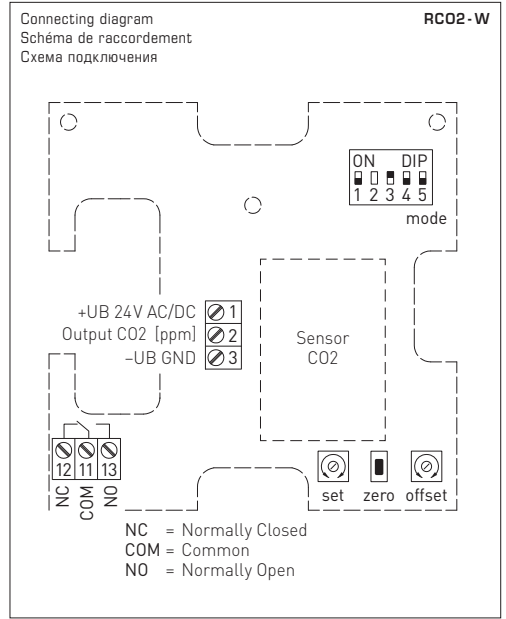 Connecting diagram RCO2-W
Schéma de raccordement
Схема подключения
ON DIP
1 2 3 4 5
mode
+UB 24V AC/DC 1
Output CO2 [ppm] 2
–UB GND 3
Sensor
CO2
12 11 13
NC COM NO
set zero offset
NC = Normally Closed
COM = Common
NO = Normally Open